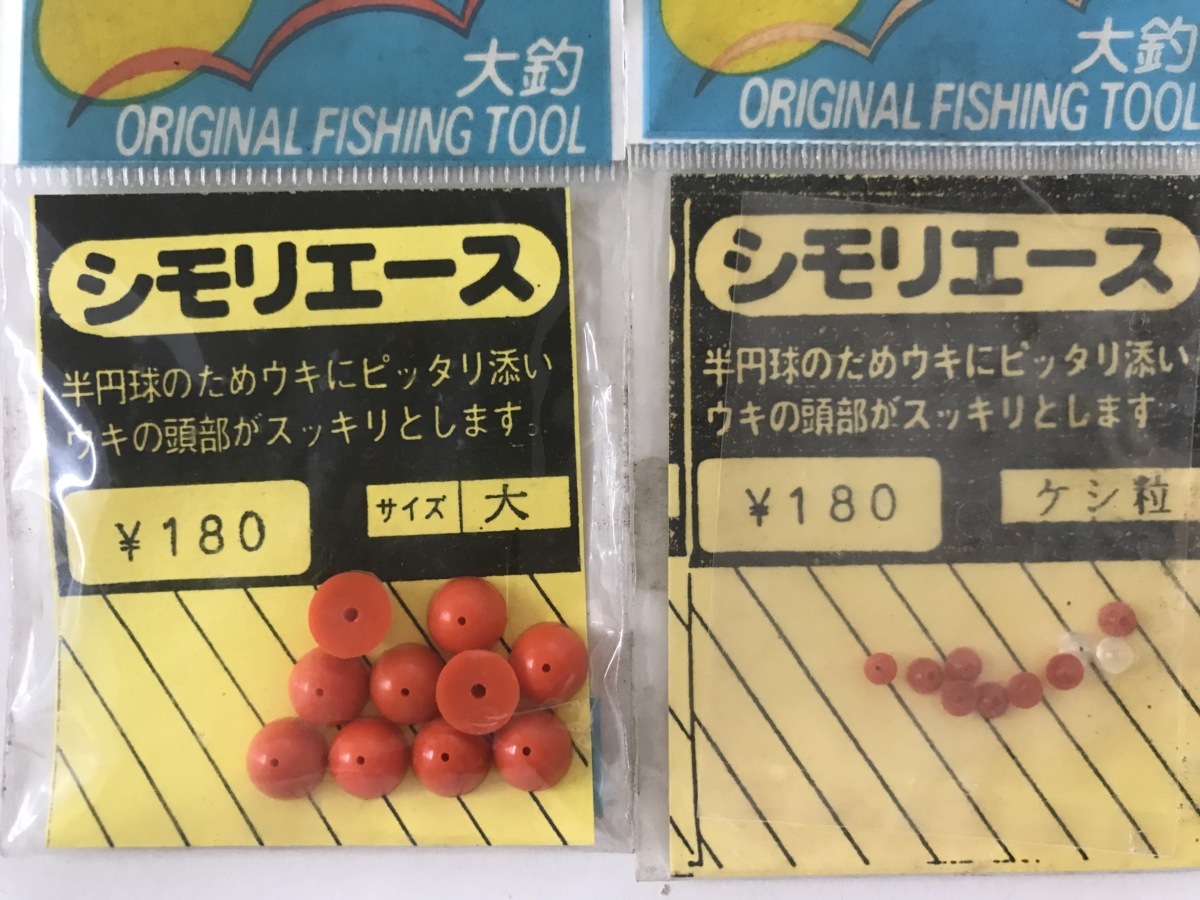 大釣
ORIGINAL FISHING TOOL
シモリエース
半円球のためウキにピッタリ添い
ウキの頭部がスッキリとします。
¥180
サイズ 大
大釣
ORIGINAL FISHING TOOL
シモリエース
半円球のためウキにピッタリ添い
ウキの頭部がスッキリとします
¥180
ケシ粒